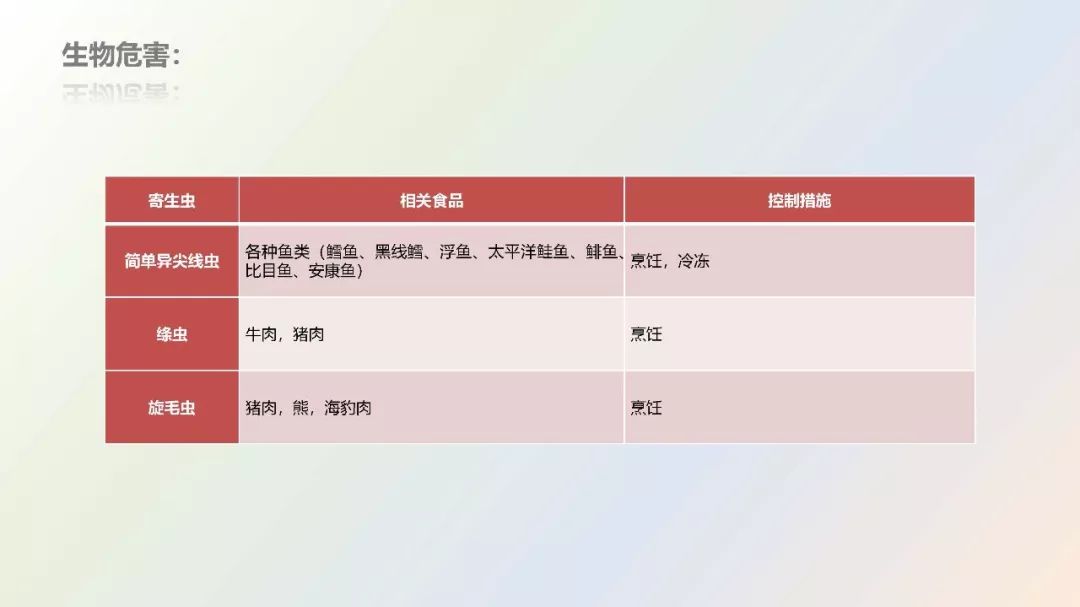 生物危害：
寄生虫 相关食品 控制措施
简单异尖线虫 各种鱼类（鳕鱼、黑线鳕、浮鱼、太平洋鲑鱼、鲱鱼、 烹饪，冷冻
比目鱼、安康鱼）
绦虫 牛肉，猪肉 烹饪
旋毛虫 猪肉，熊，海豹肉 烹饪